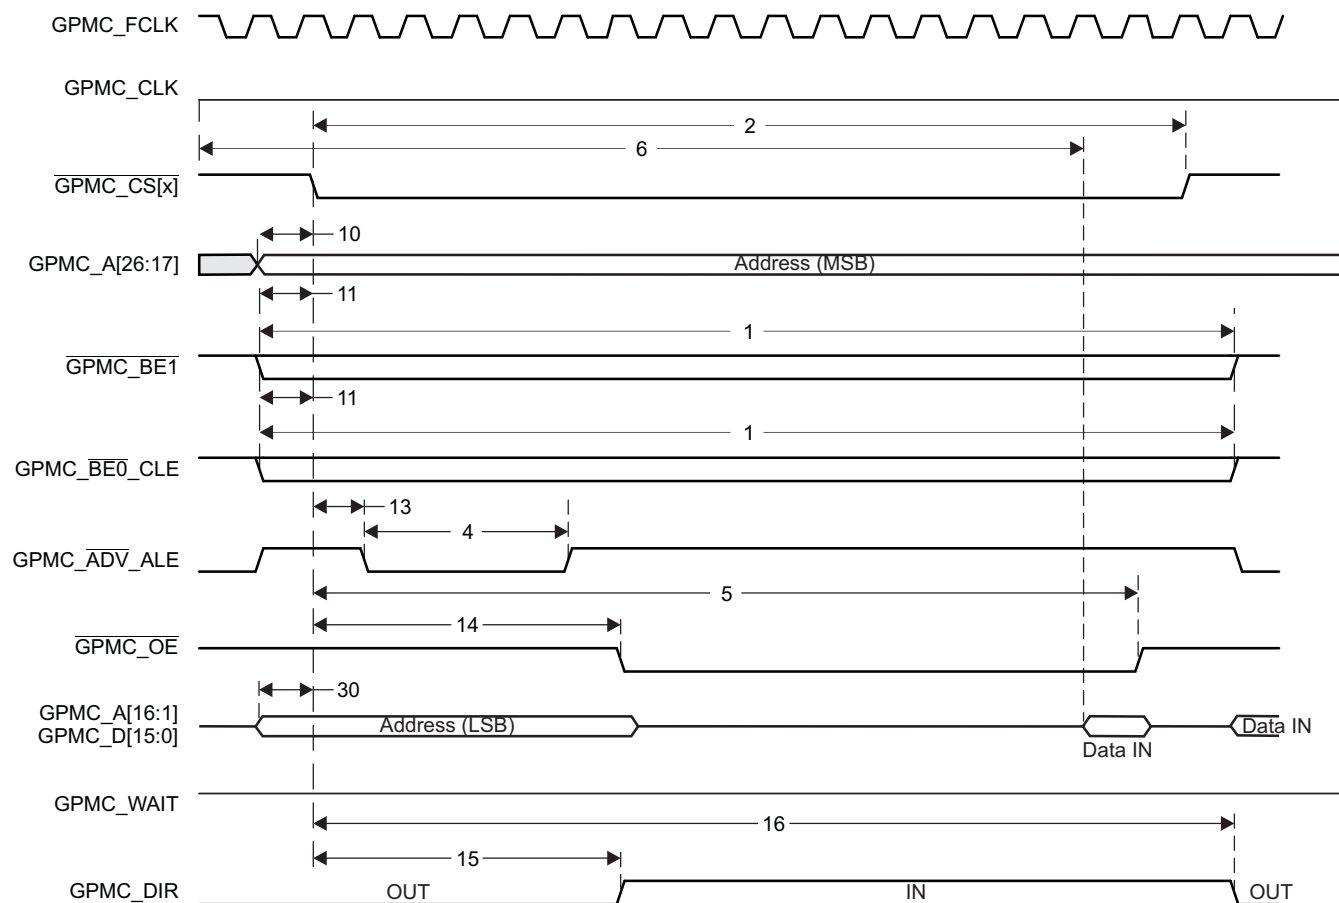 GPMC_FCLK
GPMC_CLK
2
6
GPMC_CS[x]
10
GPMC_A[26:17]
Address (MSB)
11
1
GPMC_BE1
11
1
GPMC_BE0_CLE
13
4
GPMC_ADV_ALE
5
14
GPMC_OE
30
GPMC_A[16:1]
GPMC_D[15:0]
Address (LSB)
Data IN
Data IN
GPMC_WAIT
16
15
GPMC_DIR
OUT
IN
OUT